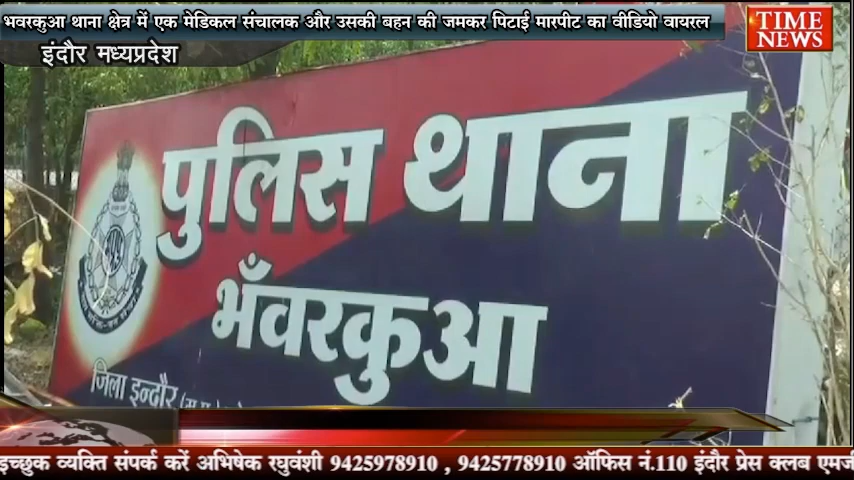 भवरकुआ थाना क्षेत्र में एक मेडिकल संचालक और उसकी बहन की जमकर पिटाई मारपीट का वीडियो वायरल
TIME NEWS
इंदौर मध्यप्रदेश
पुलिस थाना
भँवरकुआ
जिला इन्दौर
इच्छुक व्यक्ति संपर्क करें अभिषेक रघुवंशी 9425978910 , 9425778910 ऑफिस नं.110 इंदौर प्रेस क्लब एमजी